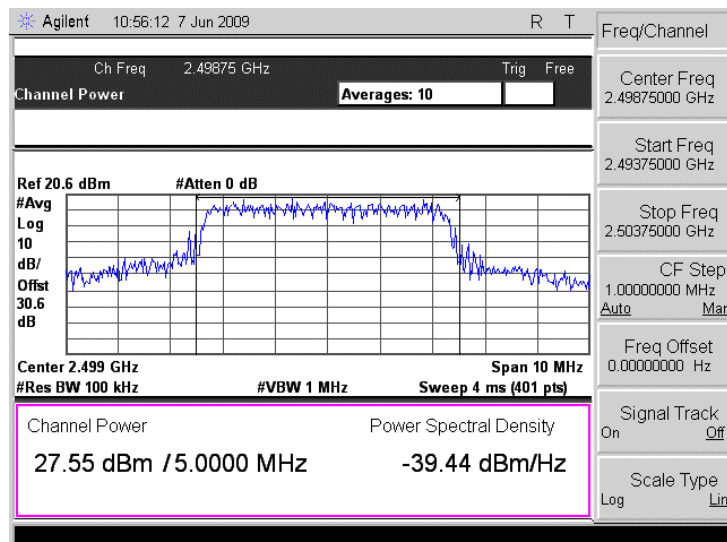 Agilent 10:56:12 7 Jun 2009 R T
Ch Freq 2.49875 GHz Trig Free
Channel Power Averages: 10
Ref 20.6 dBm #Atten 0 dB
#Avg
Log
10
dB/
Offst
30.6
dB
Center 2.499 GHz Span 10 MHz
#Res BW 100 kHz #VBW 1 MHz Sweep 4 ms (401 pts)
Channel Power Power Spectral Density
27.55 dBm / 5.0000 MHz -39.44 dBm/Hz
Freq/Channel
Center Freq
2.49875000 GHz
Start Freq
2.49375000 GHz
Stop Freq
2.50375000 GHz
CF Step
1.00000000 MHz
Auto Man
Freq Offset
0.00000000 Hz
Signal Track
On Off
Scale Type
Log Lin